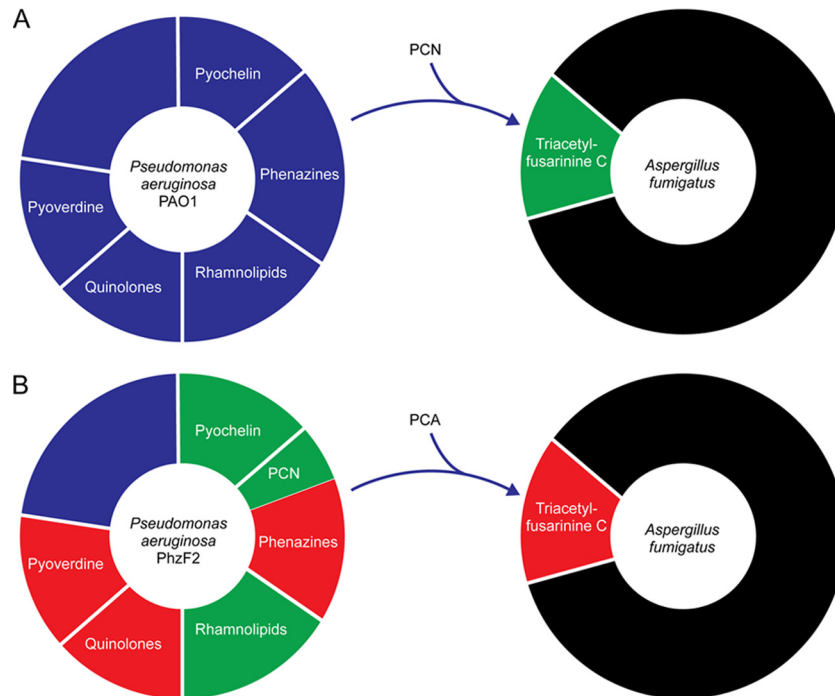 A
Pyochelin
Phenazines
Rhamnolipids
Quinolones
Pyoverdine
Pseudomonas
aeruginosa
PAO1
PCN
Triacetyl-
fusarinine C
Aspergillus
fumigatus
B
Pyochelin
PCN
Phenazines
Rhamnolipids
Quinolones
Pyoverdine
Pseudomonas
aeruginosa
PhzF2
PCA
Triacetyl-
fusarinine C
Aspergillus
fumigatus